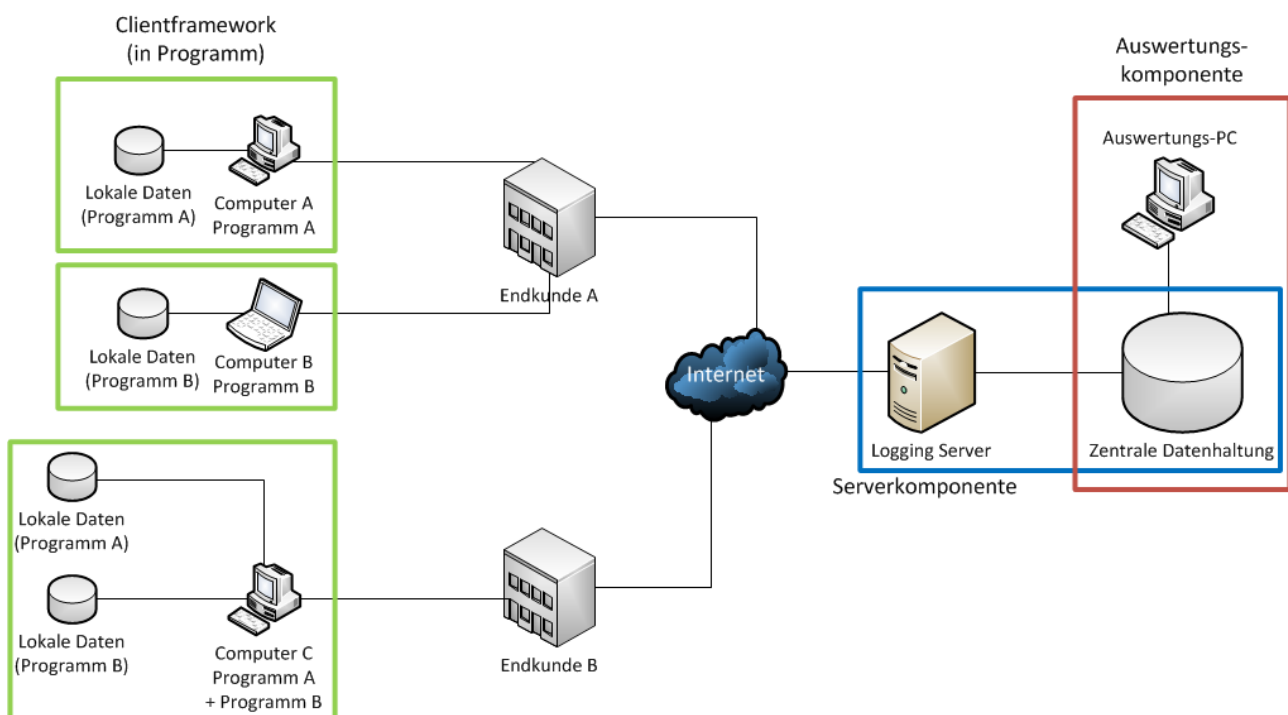 Clientframework
(in Programm)
Auswertungs-
komponente
Lokale Daten
(Programm A)
Computer A
Programm A
Endkunde A
Auswertungs-PC
Lokale Daten
(Programm B)
Computer B
Programm B
Internet
Logging Server
Zentrale Datenhaltung
Serverkomponente
Lokale Daten
(Programm A)
Lokale Daten
(Programm B)
Computer C
Programm A
+ Programm B
Endkunde B